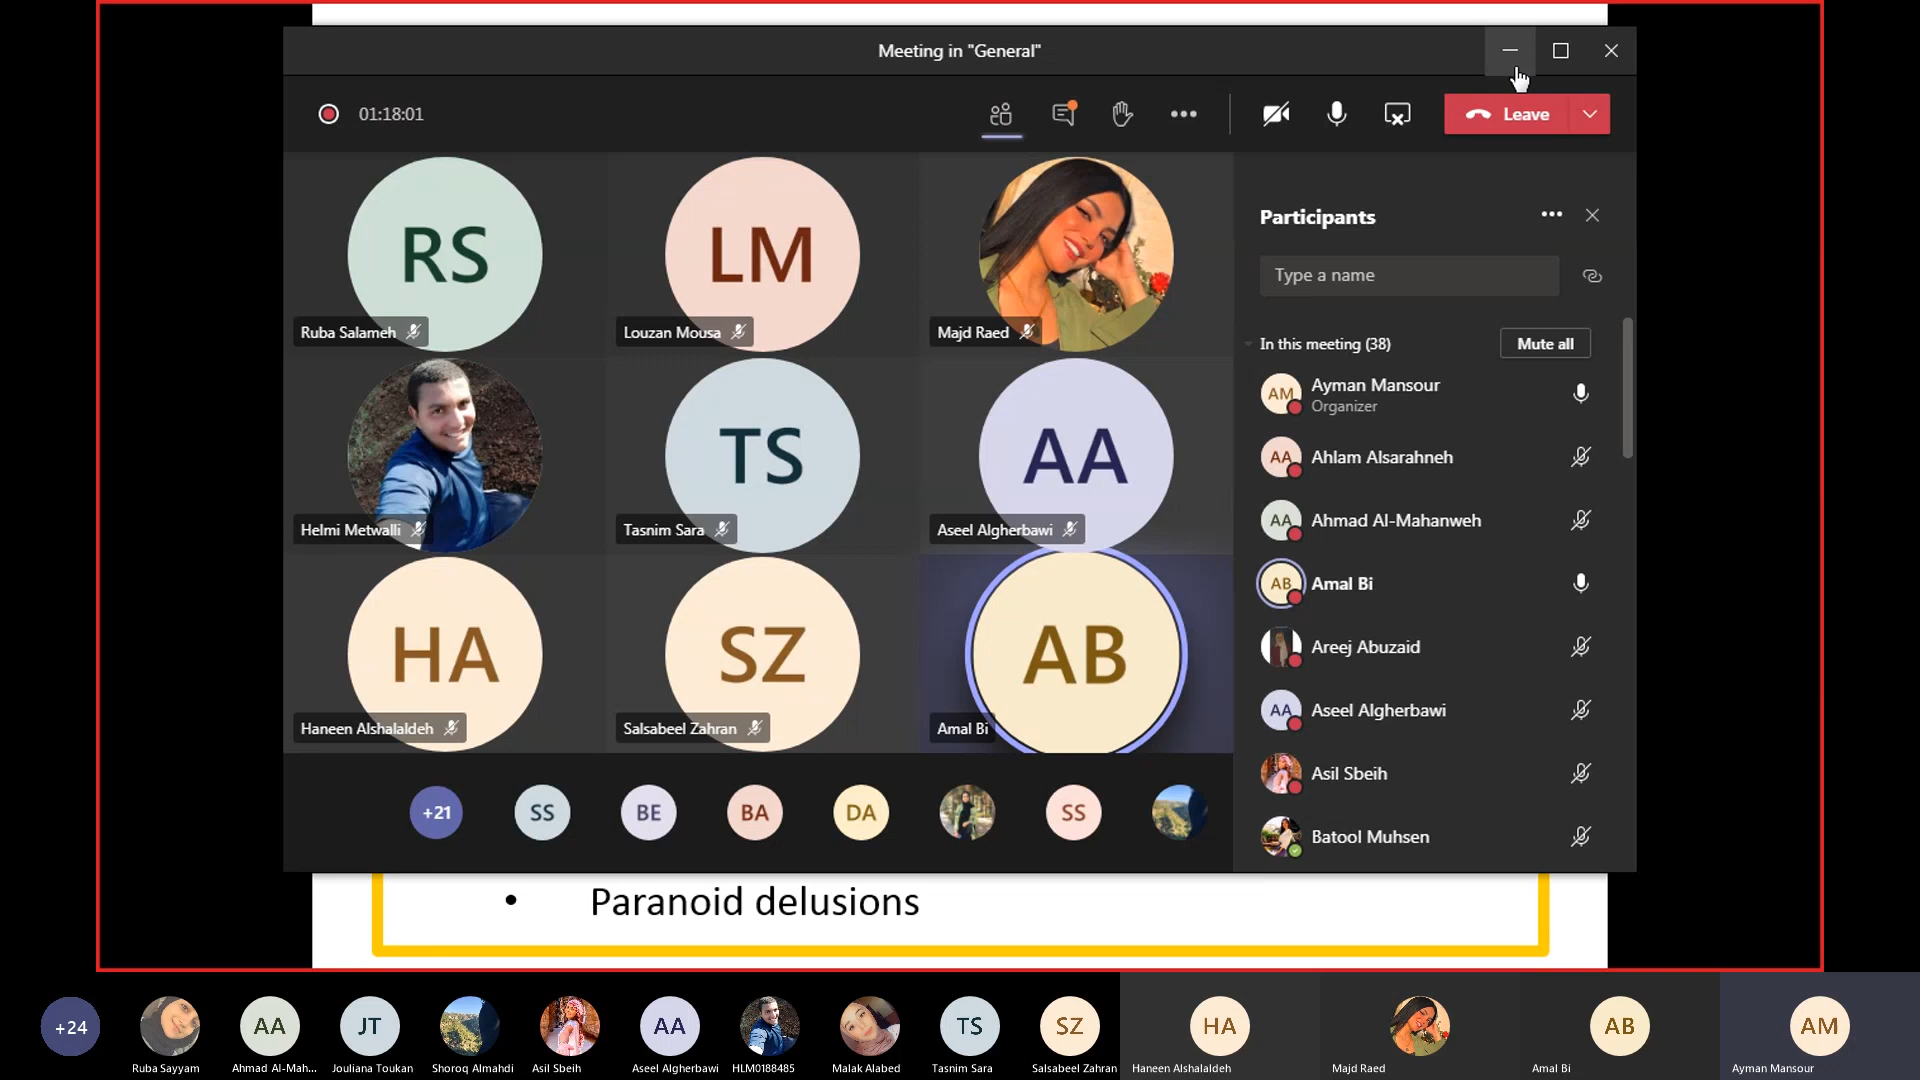 Meeting in "General"
01:18:01
Leave
RS
LM
Ruba Salameh
Louzan Mousa
Majd Raed
TS
AA
Helmi Metwalli
Tasnim Sara
Aseel Algherbawi
HA
SZ
AB
Haneen Alshalaldeh
Salsabeel Zahran
Amal Bi
+21
SS
BE
BA
DA
SS
Participants
Type a name
In this meeting (38)
Mute all
AM
Ayman Mansour
Organizer
AA
Ahlam Alsarahneh
AA
Ahmad Al-Mahanweh
AB
Amal Bi
Areej Abuzaid
AA
Aseel Algherbawi
Asil Sbeih
Batool Muhsen
• Paranoid delusions
+24
AA
JT
AA
TS
SZ
HA
AB
AM
Ruba Sayyam
Ahmad Al-Mah...
Jouliana Toukan
Shoroq Almahdi
Asil Sbeih
Aseel Algherbawi
HLM0188485
Malak Alabed
Tasnim Sara
Salsabeel Zahran
Haneen Alshalaldeh
Majd Raed
Amal Bi
Ayman Mansour